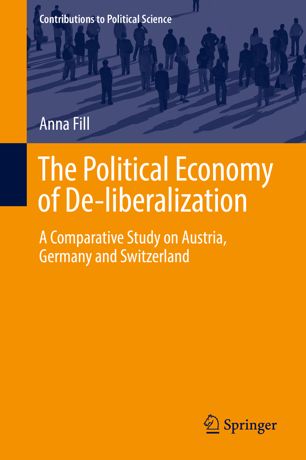 Contributions to Political Science
Anna Fill
The Political Economy
of De-liberalization
A Comparative Study on Austria,
Germany and Switzerland
Springer